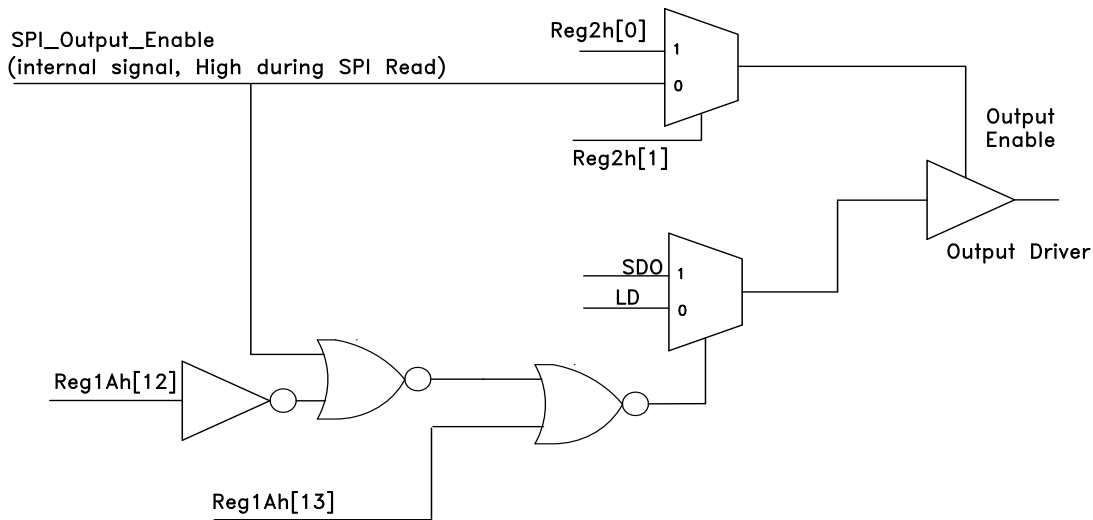 SPI_Output_Enable
(internal signal, High during SPI Read)
Reg2h[0]
1
0
Reg2h[1]
Output
Enable
Output Driver
SDO
1
LD
0
Reg1Ah[12]
Reg1Ah[13]